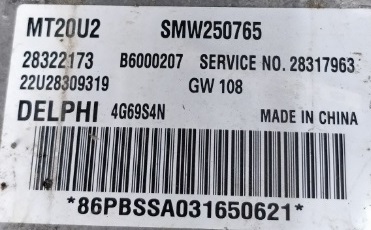 MT20U2 SMW250765
28322173 B6000207 SERVICE NO. 28317963
22U28309319 GW 108
DELPHI 4G69S4N MADE IN CHINA
*86PBSSA031650621*